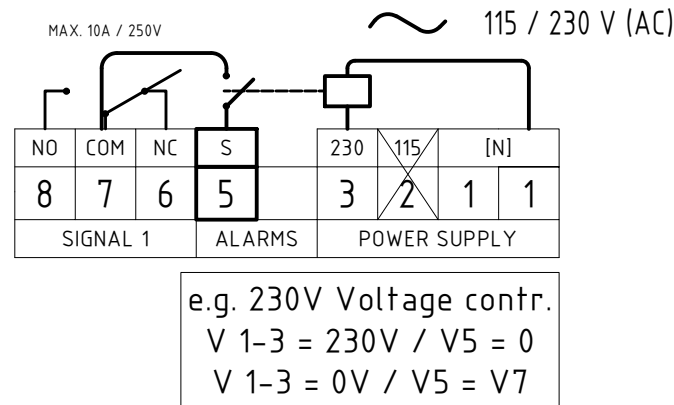 MAX. 10A / 250V
115 / 230 V (AC)
NO COM NC S 230 115 [N]
8 7 6 5 3 2 1 1
SIGNAL 1 ALARMS POWER SUPPLY
e.g. 230V Voltage contr.
V 1-3 = 230V / V5 = 0
V 1-3 = 0V / V5 = V7